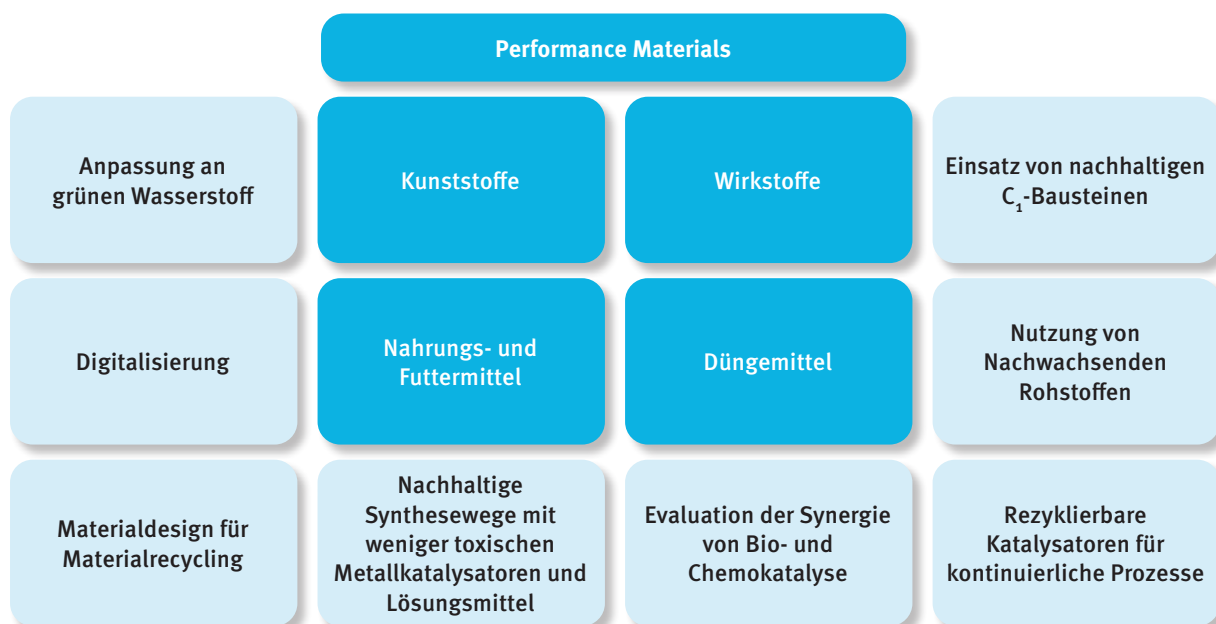 Performance Materials
Anpassung an
grünen Wasserstoff
Kunststoffe
Wirkstoffe
Einsatz von nachhaltigen
C₁-Bausteinen
Digitalisierung
Nahrungs- und
Futtermittel
Düngemittel
Nutzung von
Nachwachsenden
Rohstoffen
Materialdesign für
Materialrecycling
Nachhaltige
Synthesewege mit
weniger toxischen
Metallkatalysatoren und
Lösungsmittel
Evaluation der Synergie
von Bio- und
Chemokatalyse
Rezyklierbare
Katalysatoren für
kontinuierliche Prozesse